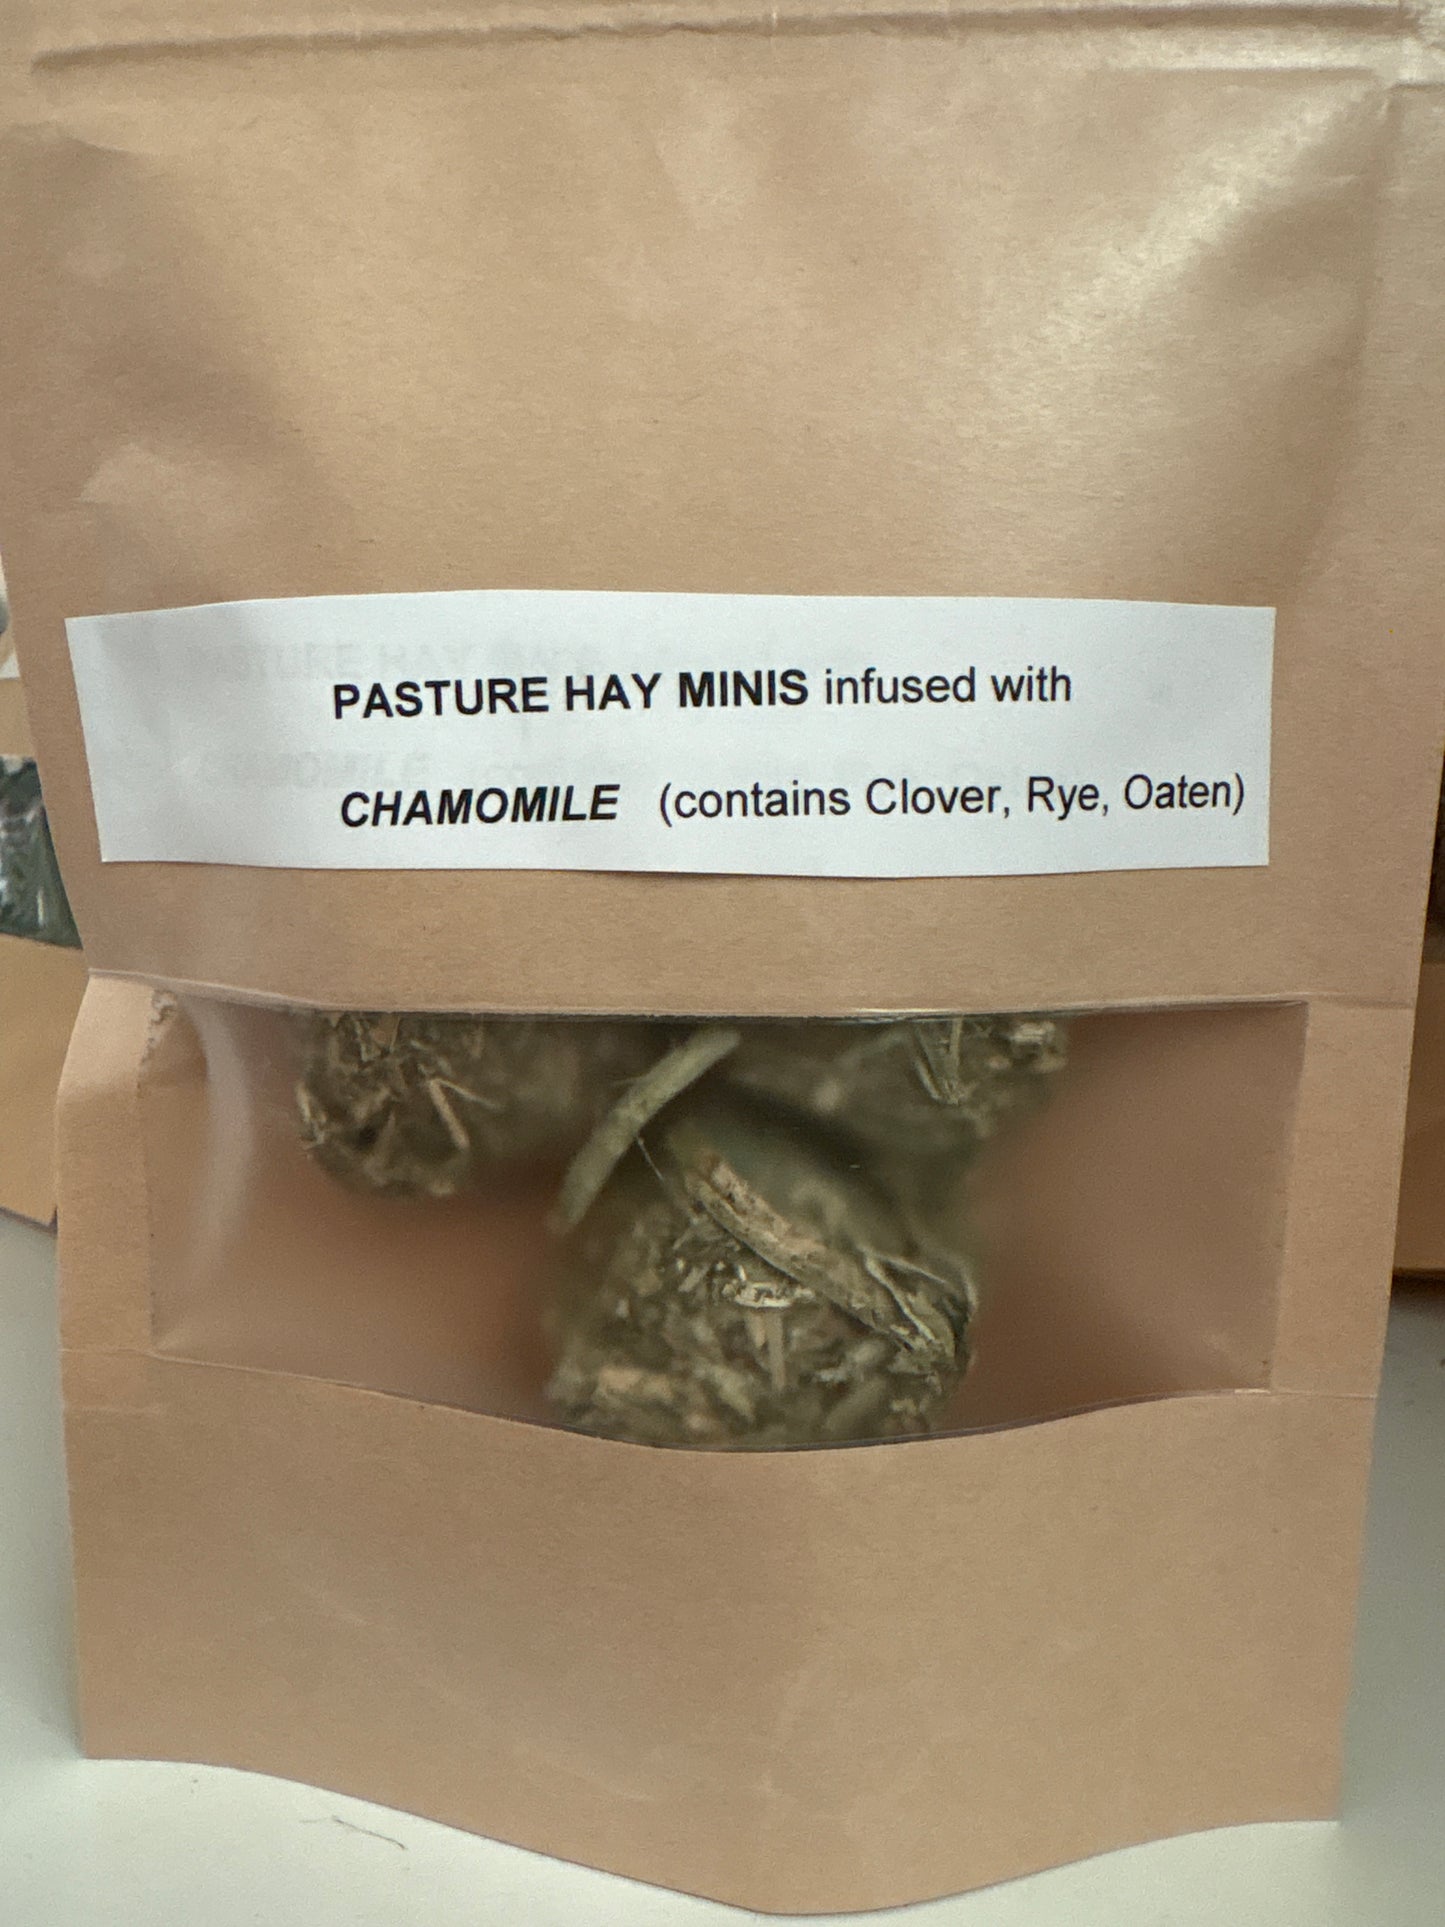 PASTURE HAY MINIS infused with
CHAMOMILE (contains Clover, Rye, Oaten)